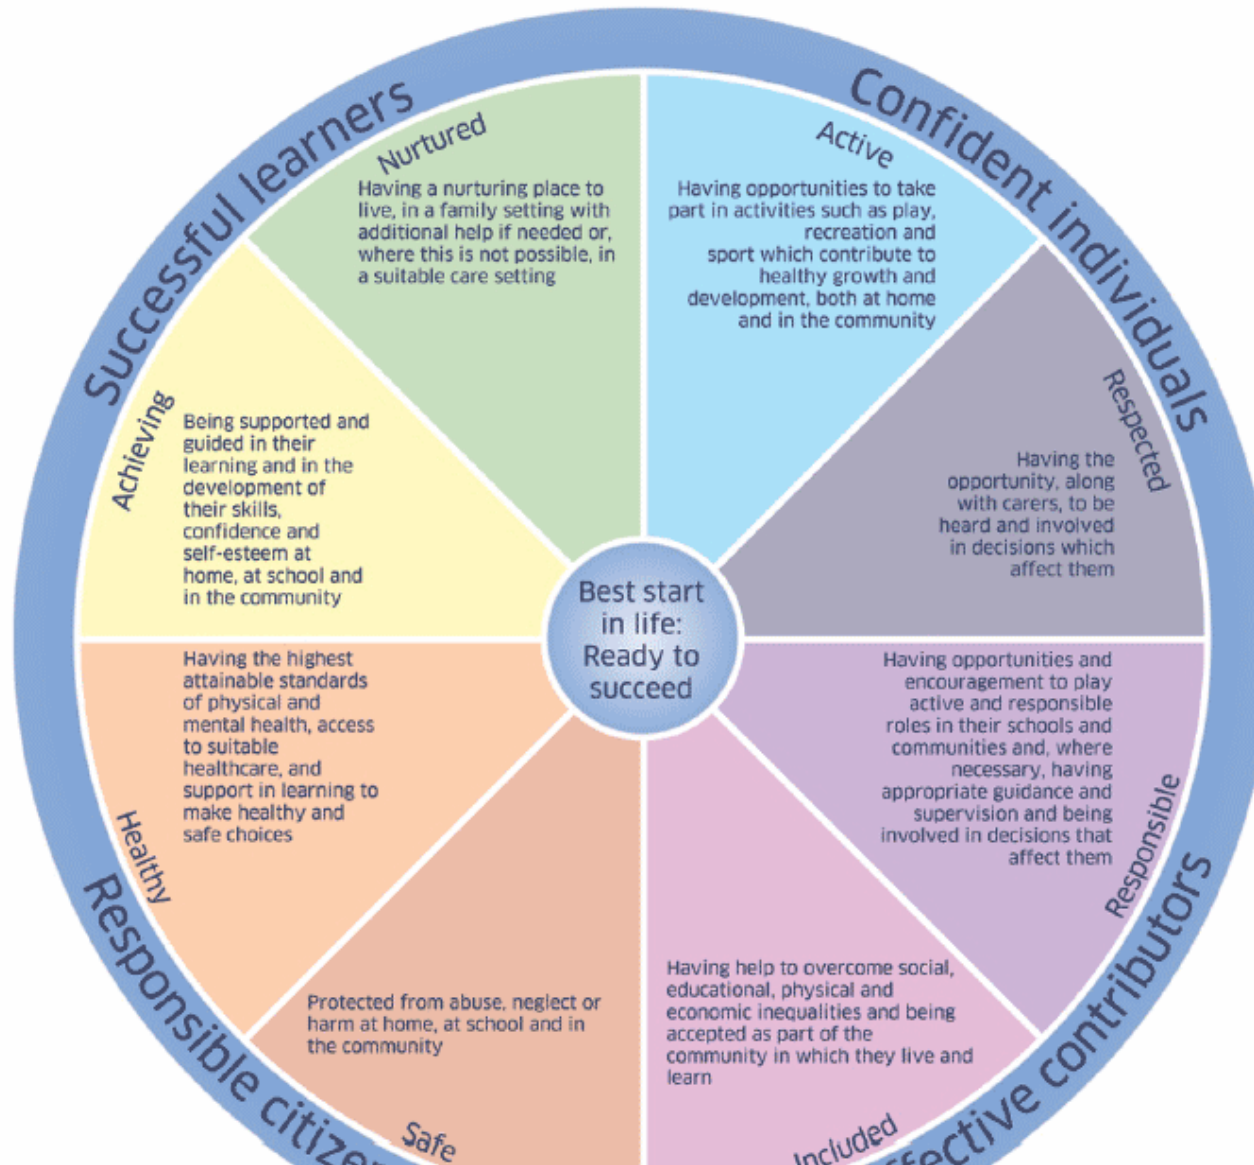 Successful learners
Confident individuals
Nurtured
Having a nurturing place to
live, in a family setting with
additional help if needed or,
where this is not possible, in
a suitable care setting
Active
Having opportunities to take
part in activities such as play,
recreation and
sport which contribute to
healthy growth and
development, both at home
and in the community
Achieving
Being supported and
guided in their
learning and in the
development of
their skills,
confidence and
self-esteem at
home, at school and
in the community
Respected
Having the
opportunity, along
with carers, to be
heard and involved
in decisions which
affect them
Best start
in life:
Ready to
succeed
Having the highest
attainable standards
of physical and
mental health, access
to suitable
healthcare, and
support in learning to
make healthy and
safe choices
Healthy
Having opportunities and
encouragement to play
active and responsible
roles in their schools and
communities and, where
necessary, having
appropriate guidance and
supervision and being
involved in decisions that
affect them
Responsible
Protected from abuse, neglect or
harm at home, at school and in
the community
Safe
Having help to overcome social,
educational, physical and
economic inequalities and being
accepted as part of the
community in which they live and
learn
Included
Responsible
contributors